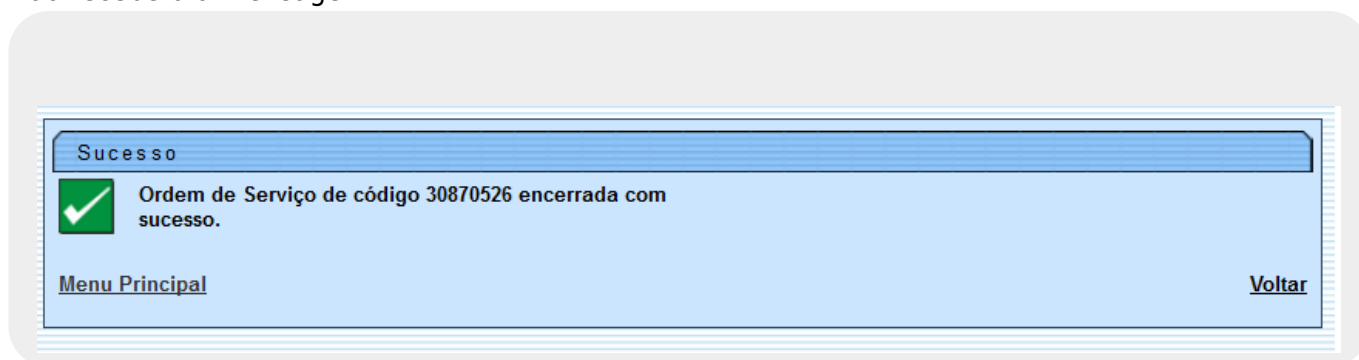 Sucesso
Ordem de Serviço de código 30870526 encerrada com
sucesso.
Menu Principal
Voltar